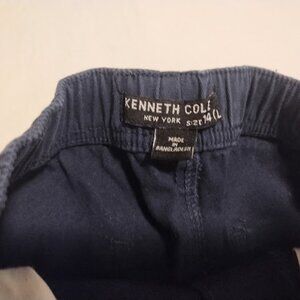 KENNETH COLE
NEW YORK SIZE 14 (L
MADE
IN
BANGLADESH